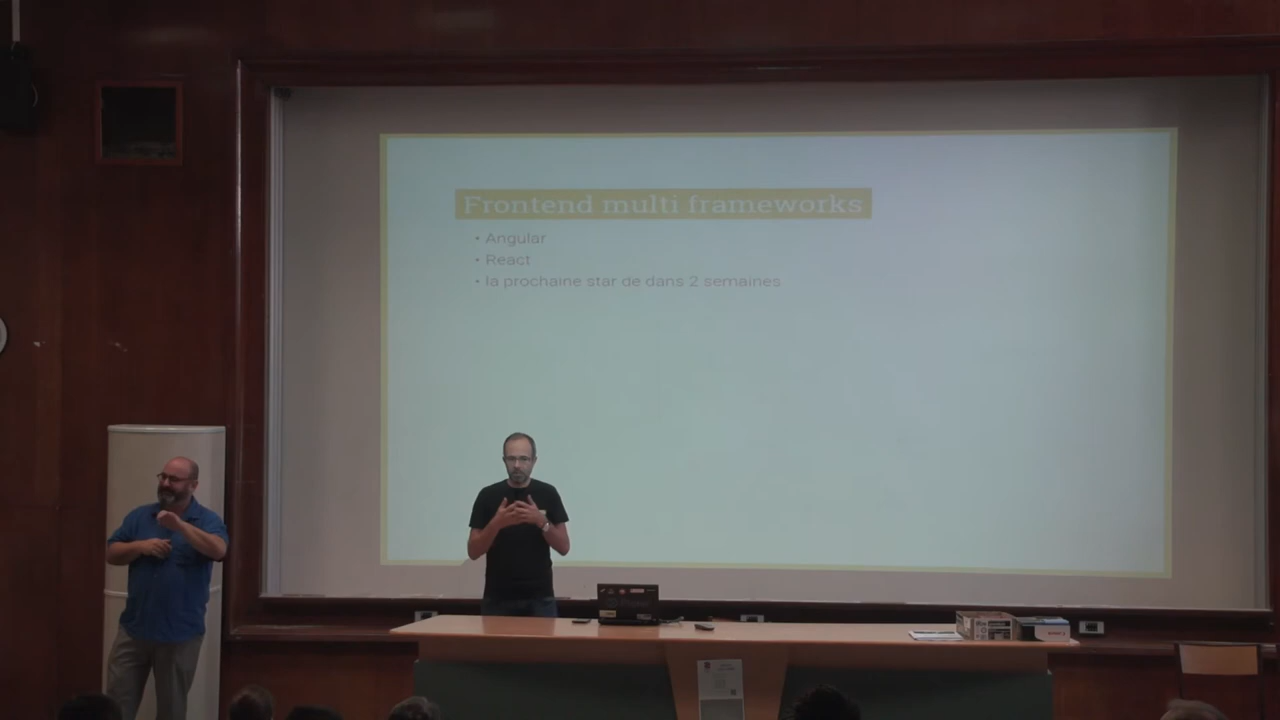 Frontend multi frameworks
• Angular
• React
• la prochaine star de dans 2 semaines